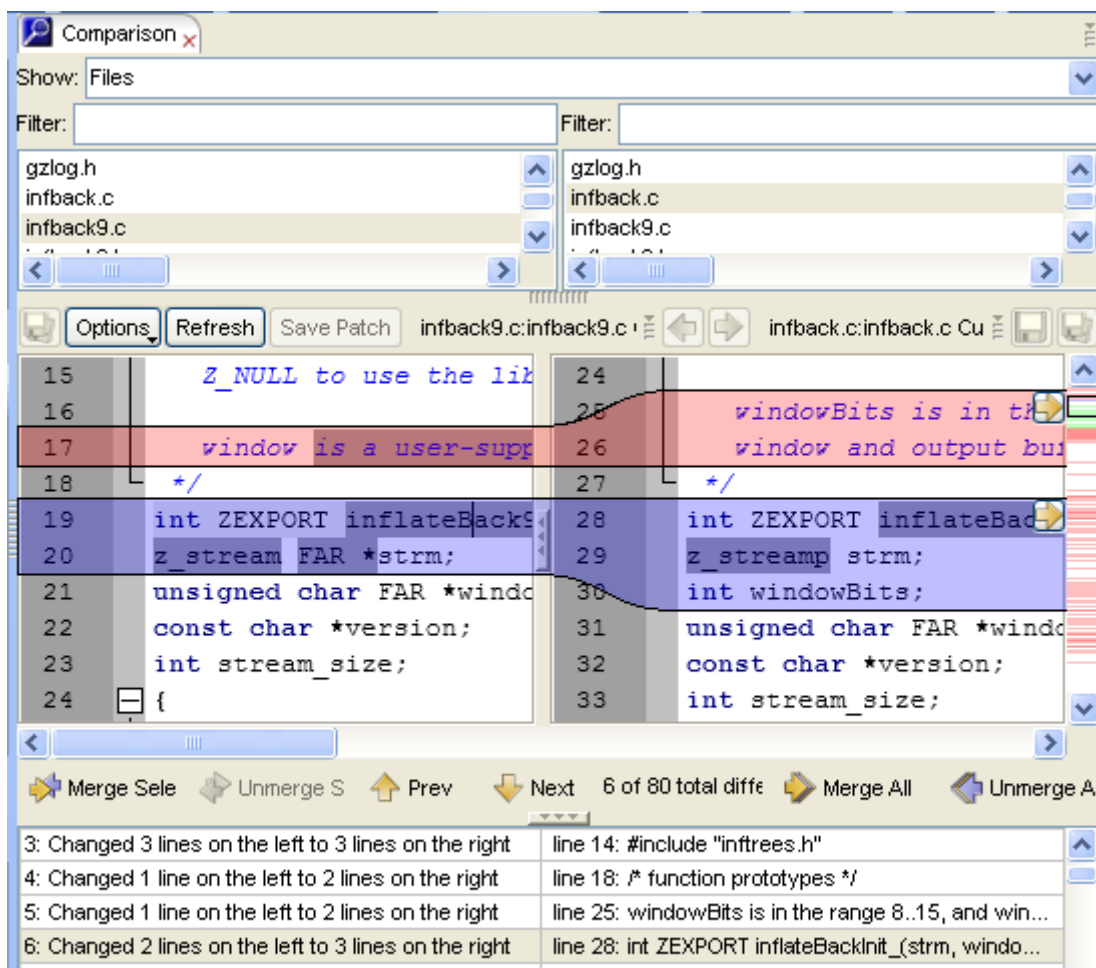 Comparison
Show: Files
Filter:
Filter:
gzlog.h
infback.c
infback9.c
gzlog.h
infback.c
infback9.c
Options Refresh Save Patch infback9.c:infback9.c infback.c:infback.c Cu
15 Z_NULL to use the lib
16
17 window is a user-supp
18 */
19 int ZEXPORT inflateBack9
20 z_stream FAR *strm;
21 unsigned char FAR *windo
22 const char *version;
23 int stream_size;
24 {
24
25 windowBits is in th
26 window and output buf
27 */
28 int ZEXPORT inflateBac
29 z_streamp strm;
30 int windowBits;
31 unsigned char FAR *windo
32 const char *version;
33 int stream_size;
Merge Sele Unmerge S Prev Next 6 of 80 total diffe Merge All Unmerge A
3: Changed 3 lines on the left to 3 lines on the right line 14: #include "inftrees.h"
4: Changed 1 line on the left to 2 lines on the right line 18: /* function prototypes */
5: Changed 1 line on the left to 2 lines on the right line 25: windowBits is in the range 8..15, and win...
6: Changed 2 lines on the left to 3 lines on the right line 28: int ZEXPORT inflateBackInit_(strm, windo...